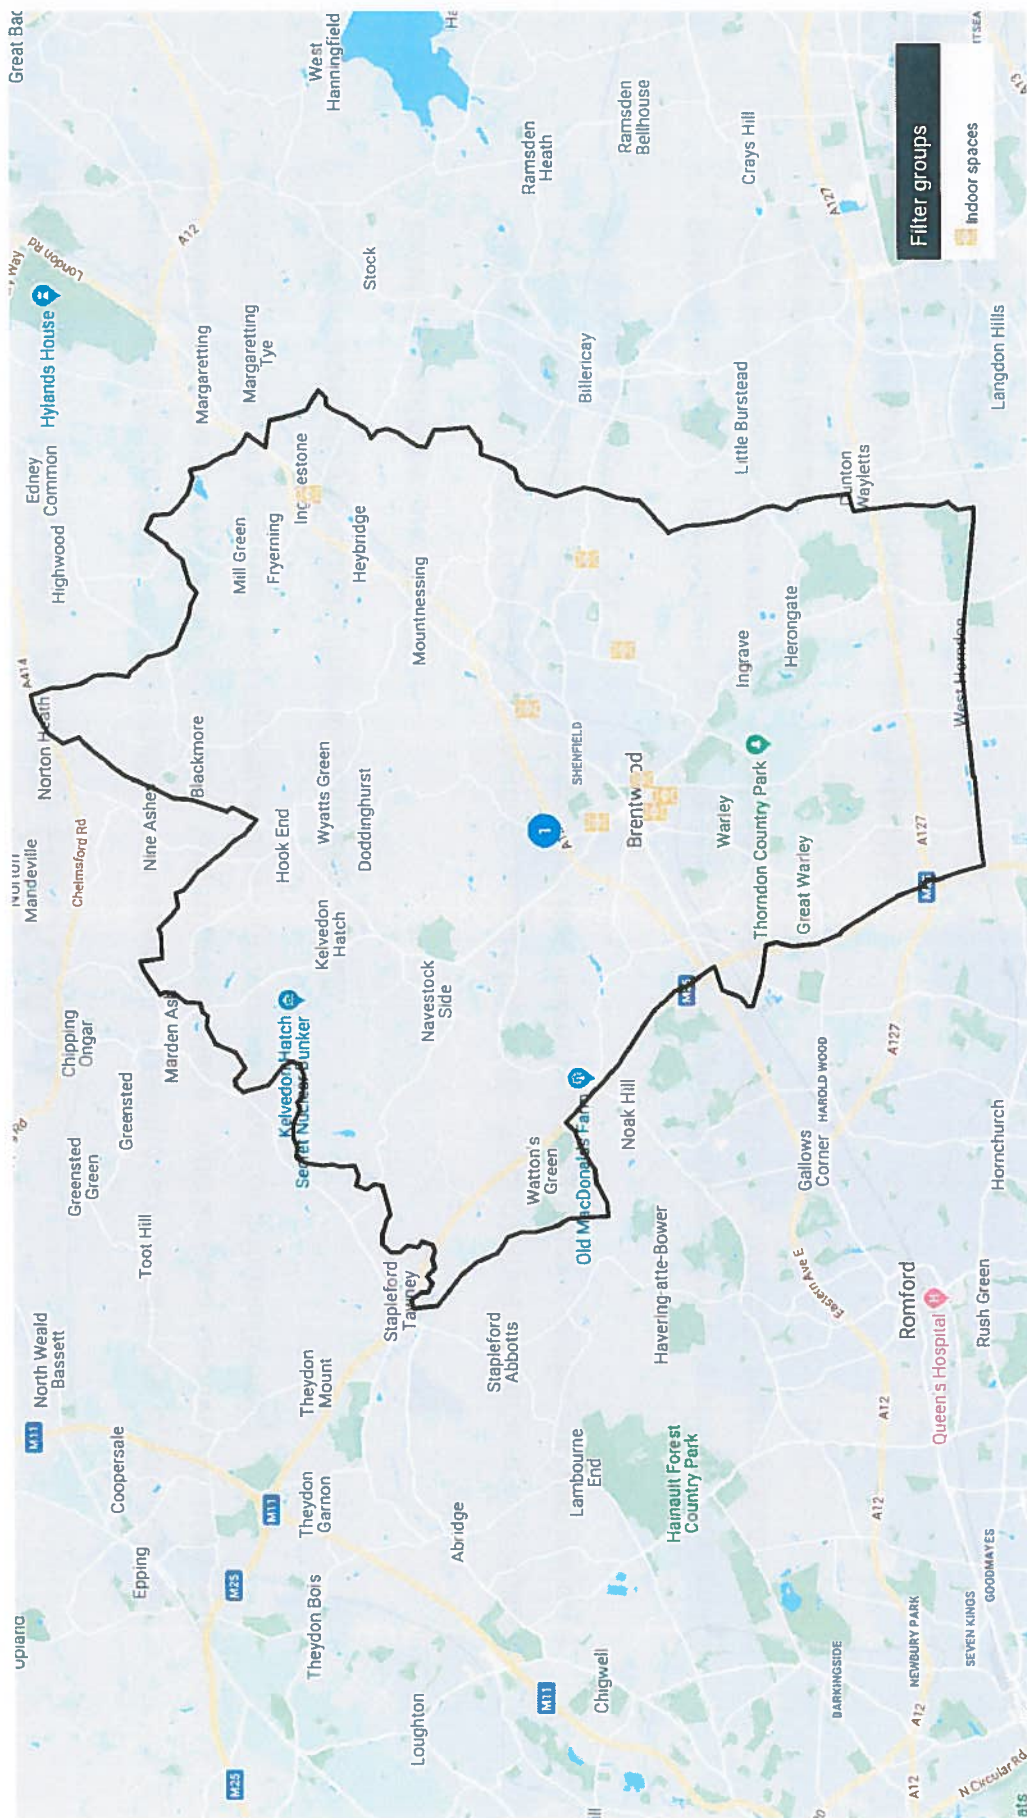 Great Bad
Hylands House
London Rd
A12
West
Hanningfield
Edney
Common
Highwood
Margaretting
Margaretting
Tye
Stock
Ramsden
Heath
Ramsden
Bellhouse
Crays Hill
A127
Billericay
Little Burstead
Langdon Hills
A414
Norton Heath
Mill Green
Fryerning
Heybridge
Mountnessing
Blackmore
Nine Ashes
Wyatts Green
Hook End
Doddinghurst
Kelvedon
Hatch
Navestock
Side
Mandeville
Chelmsford Rd
Chipping
Ongar
Marden Ash
Greensted
Greensted
Green
Toot Hill
Kelvedon Hatch
Secret Nuclear Bunker
SHENFIELD
1
Brentwood
Ingrave
Herongate
Warley
Thorndon Country Park
Great Warley
West Horndon
Wayletts
A127
A127
Watton's
Green
Old MacDonalds Farm
Noak Hill
HAROLD WOOD
Gallows
Corner
Hornchurch
Stapleford
Tawney
Stapleford
Abbotts
Havering-atte-Bower
Eastern Ave E
Romford
Queen's Hospital
Rush Green
North Weald
Bassett
M11
Coopersale
Epping
Theydon
Mount
Theydon
Garnon
M11
M25
Theydon Bois
Abridge
Lambourne
End
Hainault Forest
Country Park
A12
A12
Loughton
M11
Chigwell
M25
BARKINGSIDE
NEWBURY PARK
SEVEN KINGS
GOODMAYES
A12
A12
N Circular Rd
Filter groups
Indoor spaces